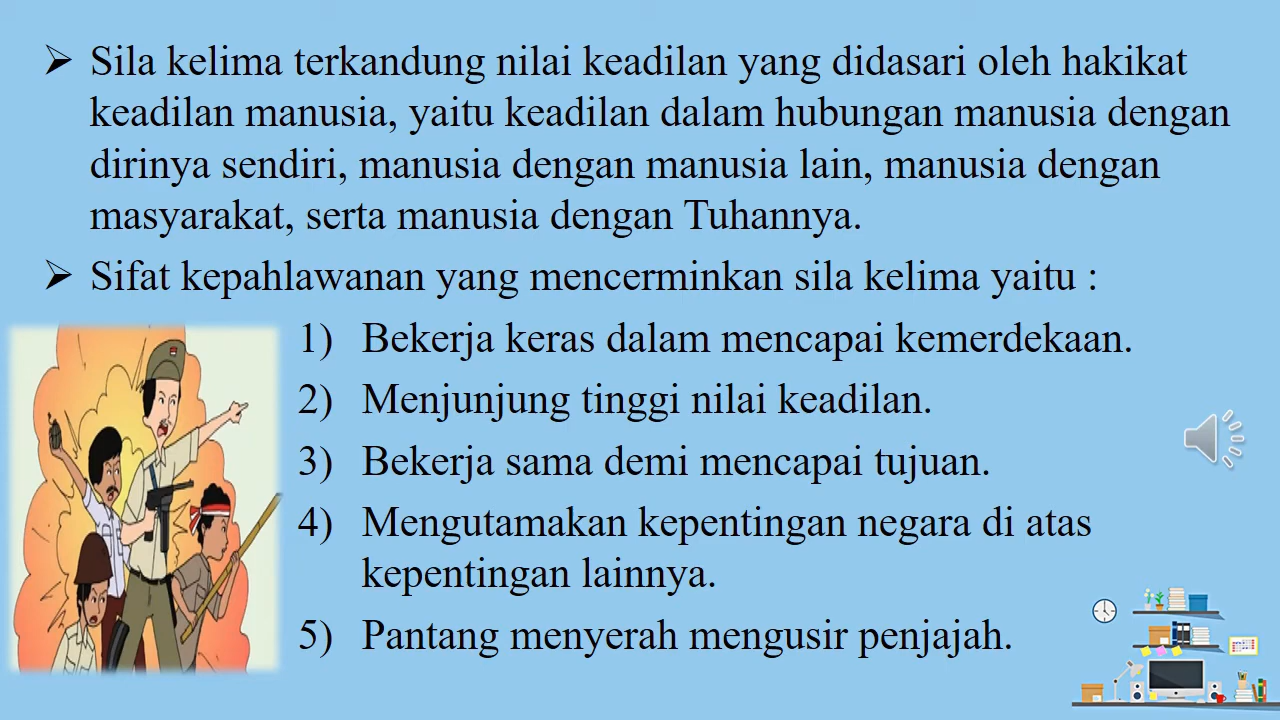 ➢ Sila kelima terkandung nilai keadilan yang didasari oleh hakikat
keadilan manusia, yaitu keadilan dalam hubungan manusia dengan
dirinya sendiri, manusia dengan manusia lain, manusia dengan
masyarakat, serta manusia dengan Tuhannya.
➢ Sifat kepahlawanan yang mencerminkan sila kelima yaitu :
1) Bekerja keras dalam mencapai kemerdekaan.
2) Menjunjung tinggi nilai keadilan.
3) Bekerja sama demi mencapai tujuan.
4) Mengutamakan kepentingan negara di atas
kepentingan lainnya.
5) Pantang menyerah mengusir penjajah.